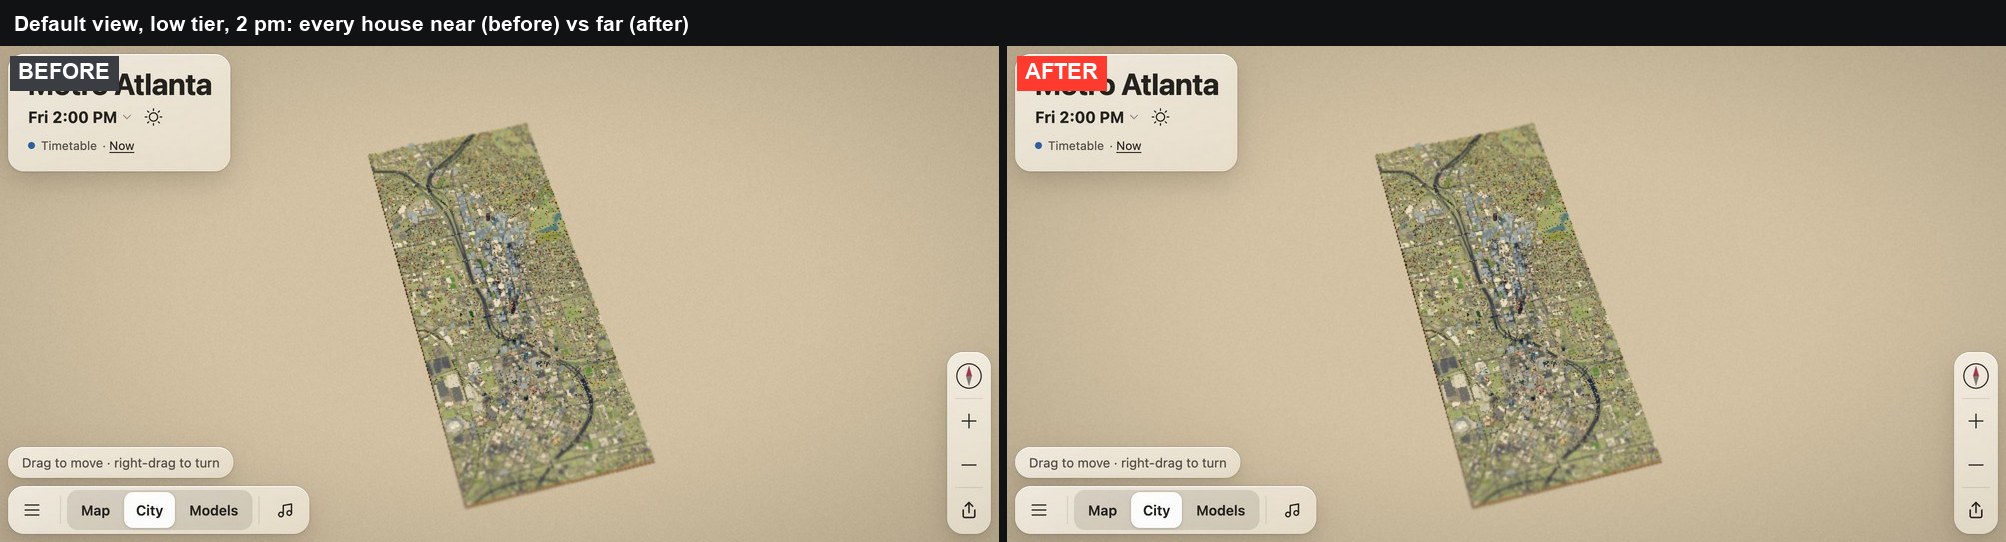 Default view, low tier, 2 pm: every house near (before) vs far (after)
BEFORE
Atlanta
Fri 2:00 PM
Timetable · Now
Drag to move · right-drag to turn
Map City Models
AFTER
Atlanta
Fri 2:00 PM
Timetable · Now
Drag to move · right-drag to turn
Map City Models